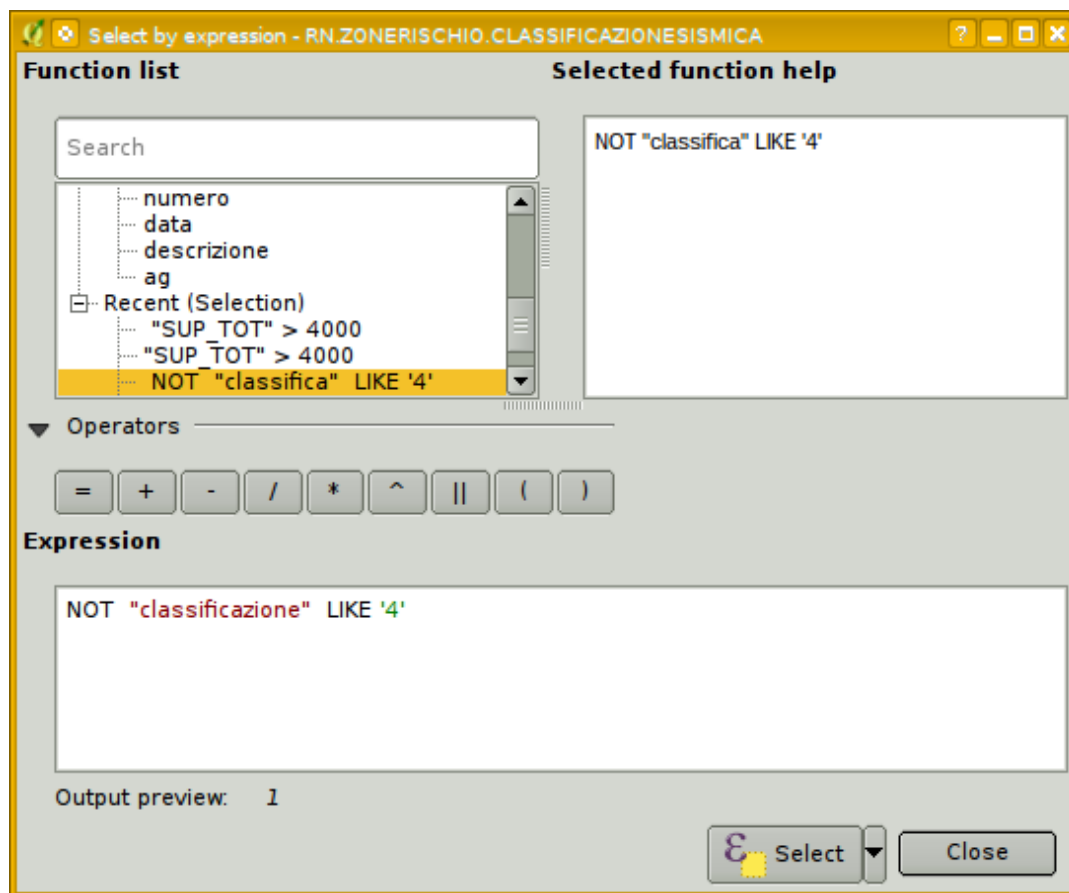 Select by expression - RN.ZONERISCHIO.CLASSIFICAZIONESISMICA
Function list
Selected function help
Search
NOT "classifica" LIKE '4'
numero
data
descrizione
ag
Recent (Selection)
"SUP_TOT" > 4000
"SUP_TOT" > 4000
NOT "classifica" LIKE '4'
Operators
= + - / * ^ || ( )
Expression
NOT "classificazione" LIKE '4'
Output preview: 1
Select
Close